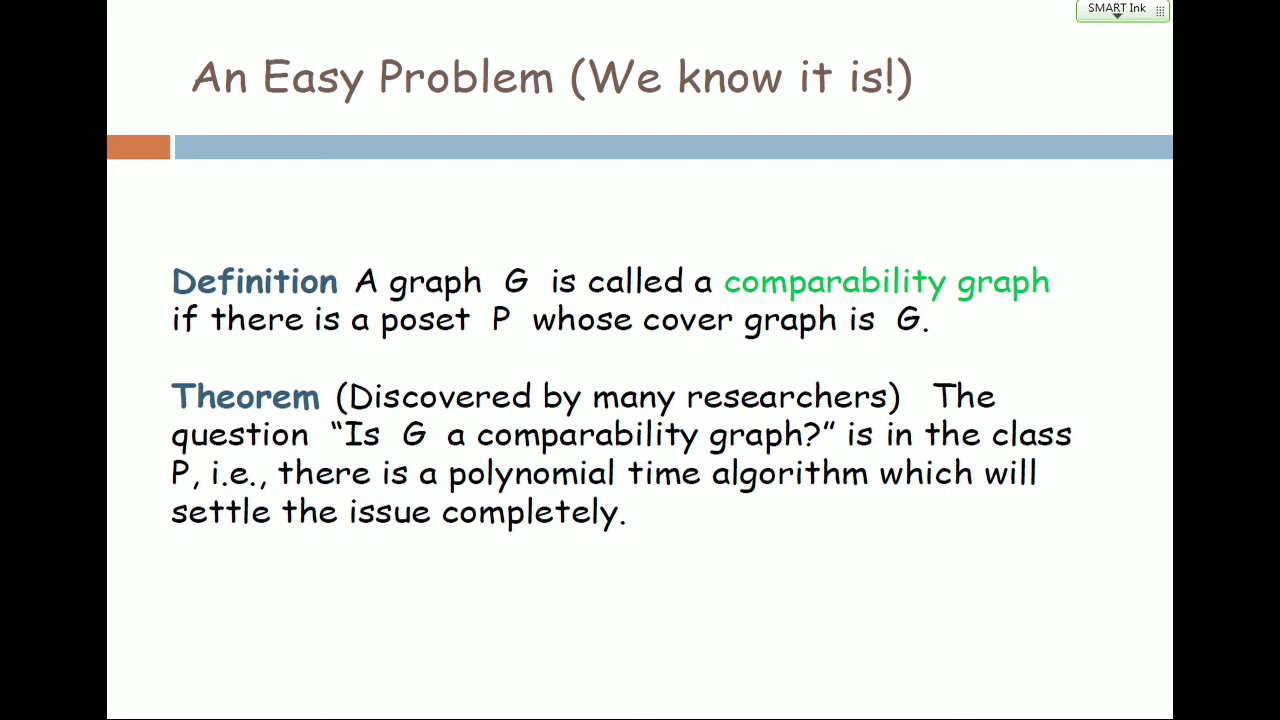 SMART Ink
An Easy Problem (We know it is!)
Definition A graph G is called a comparability graph
if there is a poset P whose cover graph is G.
Theorem (Discovered by many researchers) The
question “Is G a comparability graph?” is in the class
P, i.e., there is a polynomial time algorithm which will
settle the issue completely.